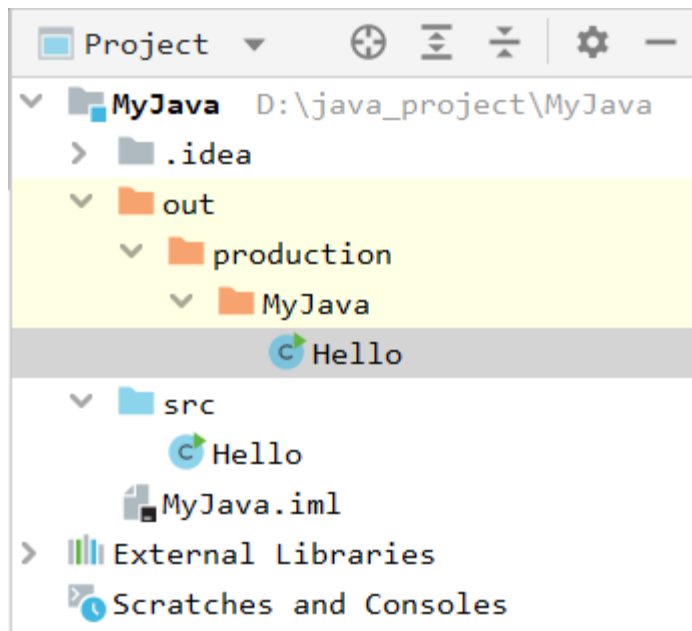 Project
MyJava D:\java_project\MyJava
.idea
out
production
MyJava
Hello
src
Hello
MyJava.iml
External Libraries
Scratches and Consoles